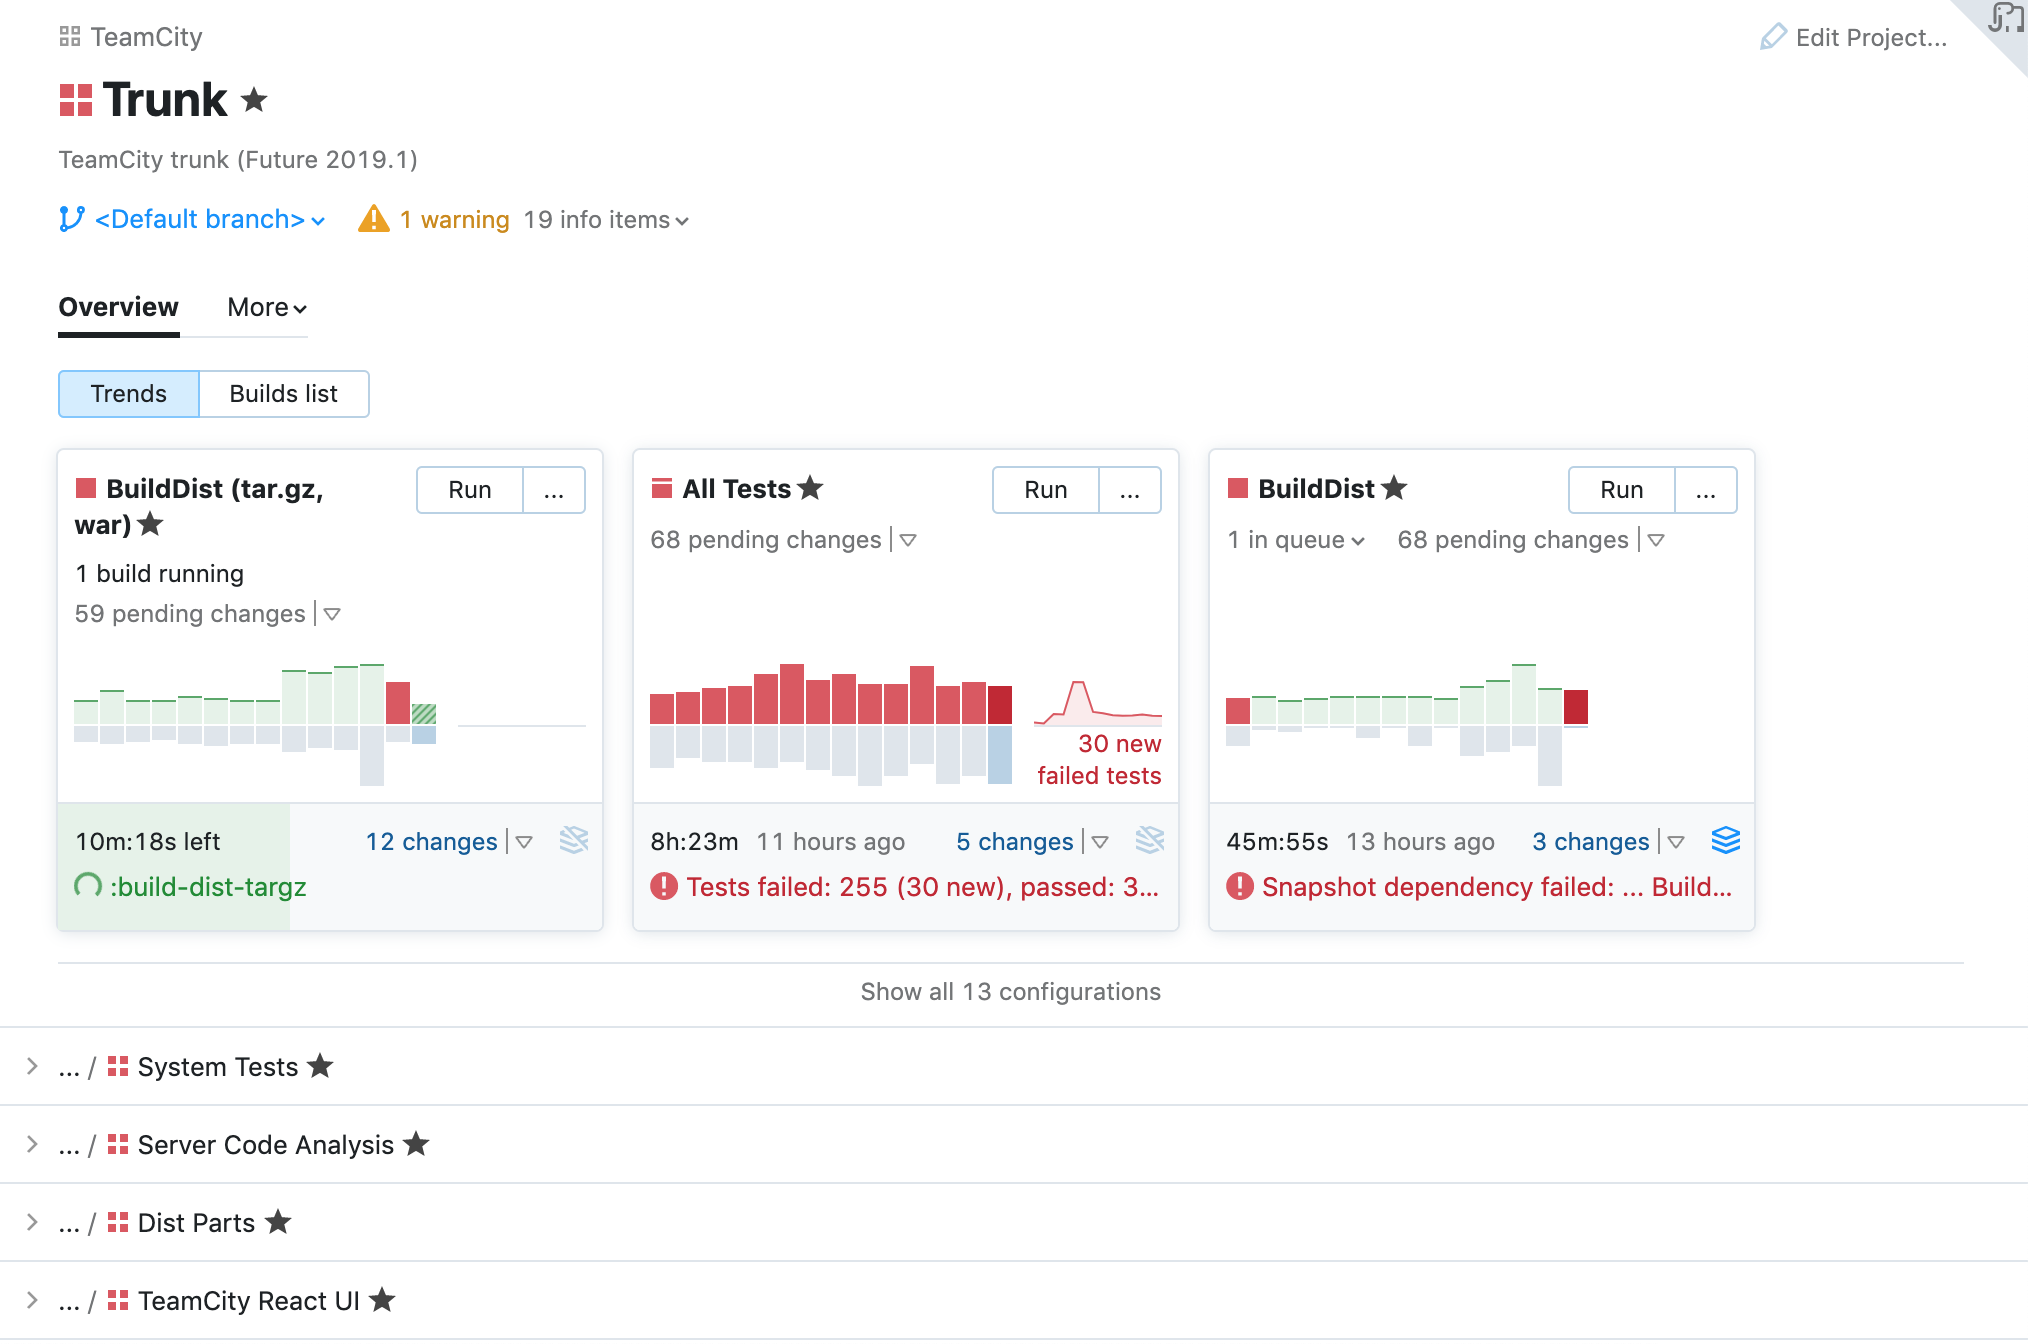 TeamCity
Edit Project...
Trunk
TeamCity trunk (Future 2019.1)
<Default branch>
1 warning
19 info items
Overview
More
Trends
Builds list
BuildDist (tar.gz,
war)
Run
...
1 build running
59 pending changes
10m:18s left
12 changes
:build-dist-targz
All Tests
Run
...
68 pending changes
30 new
failed tests
8h:23m 11 hours ago
5 changes
Tests failed: 255 (30 new), passed: 3...
BuildDist
Run
...
1 in queue
68 pending changes
45m:55s 13 hours ago
3 changes
Snapshot dependency failed: ... Build...
Show all 13 configurations
... / System Tests
... / Server Code Analysis
... / Dist Parts
... / TeamCity React UI